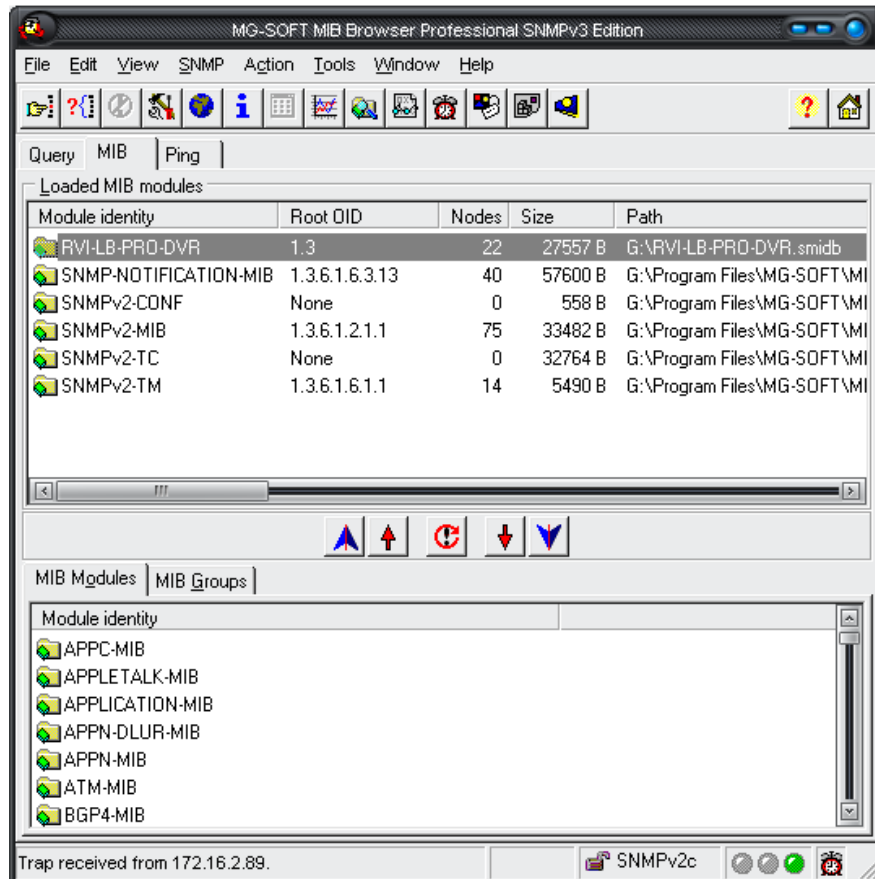 MG-SOFT MIB Browser Professional SNMPv3 Edition
File Edit View SNMP Action Tools Window Help
Query MIB Ping
Loaded MIB modules
Module identity Root OID Nodes Size Path
RVI-LB-PRO-DVR 1.3 22 27557 B G:\RVI-LB-PRO-DVR.smidb
SNMP-NOTIFICATION-MIB 1.3.6.1.6.3.13 40 57600 B G:\Program Files\MG-SOFT\MI
SNMPv2-CONF None 0 558 B G:\Program Files\MG-SOFT\MI
SNMPv2-MIB 1.3.6.1.2.1.1 75 33482 B G:\Program Files\MG-SOFT\MI
SNMPv2-TC None 0 32764 B G:\Program Files\MG-SOFT\MI
SNMPv2-TM 1.3.6.1.6.1.1 14 5490 B G:\Program Files\MG-SOFT\MI
MIB Modules MIB Groups
Module identity
APPC-MIB
APPLETALK-MIB
APPLICATION-MIB
APPN-DLUR-MIB
APPN-MIB
ATM-MIB
BGP4-MIB
Trap received from 172.16.2.89. SNMPv2c